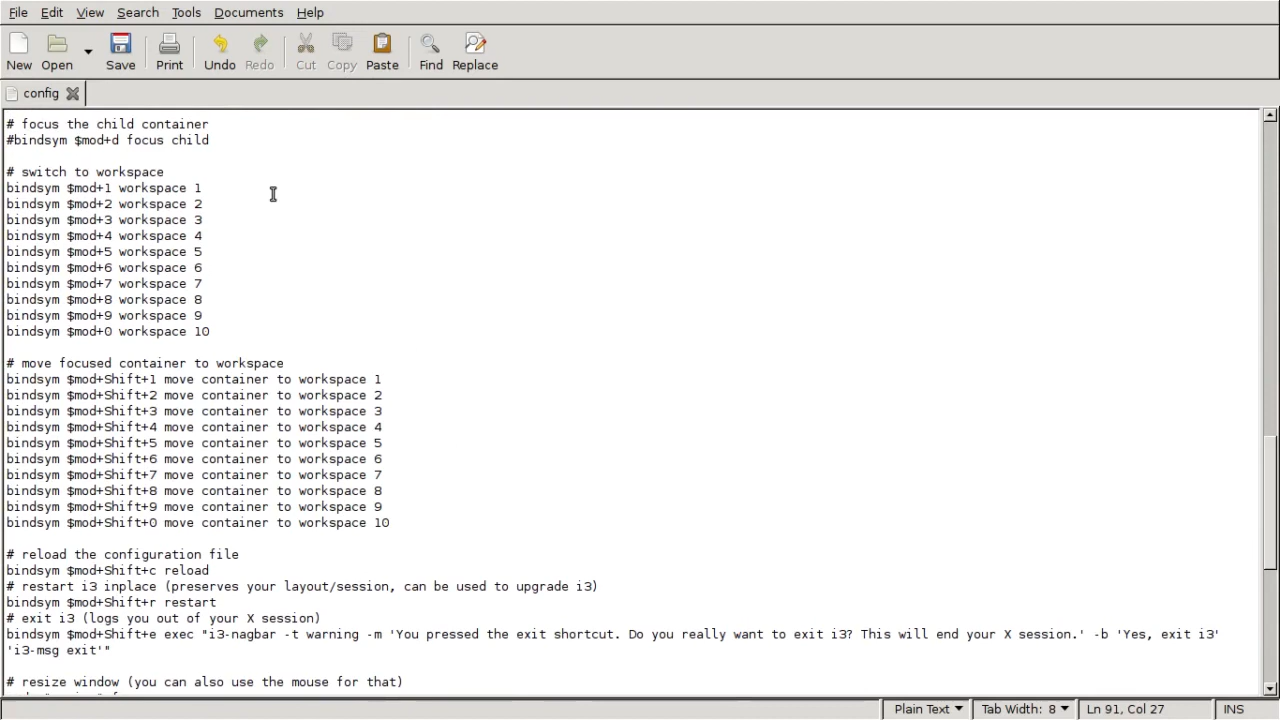 File Edit View Search Tools Documents Help
New Open Save Print Undo Redo Cut Copy Paste Find Replace
config
# focus the child container
#bindsym $mod+d focus child
# switch to workspace
bindsym $mod+1 workspace 1
bindsym $mod+2 workspace 2
bindsym $mod+3 workspace 3
bindsym $mod+4 workspace 4
bindsym $mod+5 workspace 5
bindsym $mod+6 workspace 6
bindsym $mod+7 workspace 7
bindsym $mod+8 workspace 8
bindsym $mod+9 workspace 9
bindsym $mod+0 workspace 10
# move focused container to workspace
bindsym $mod+Shift+1 move container to workspace 1
bindsym $mod+Shift+2 move container to workspace 2
bindsym $mod+Shift+3 move container to workspace 3
bindsym $mod+Shift+4 move container to workspace 4
bindsym $mod+Shift+5 move container to workspace 5
bindsym $mod+Shift+6 move container to workspace 6
bindsym $mod+Shift+7 move container to workspace 7
bindsym $mod+Shift+8 move container to workspace 8
bindsym $mod+Shift+9 move container to workspace 9
bindsym $mod+Shift+0 move container to workspace 10
# reload the configuration file
bindsym $mod+Shift+c reload
# restart i3 inplace (preserves your layout/session, can be used to upgrade i3)
bindsym $mod+Shift+r restart
# exit i3 (logs you out of your X session)
bindsym $mod+Shift+e exec "i3-nagbar -t warning -m 'You pressed the exit shortcut. Do you really want to exit i3? This will end your X session.' -b 'Yes, exit i3'
'i3-msg exit'"
# resize window (you can also use the mouse for that)
Plain Text Tab Width: 8 Ln 91, Col 27 INS